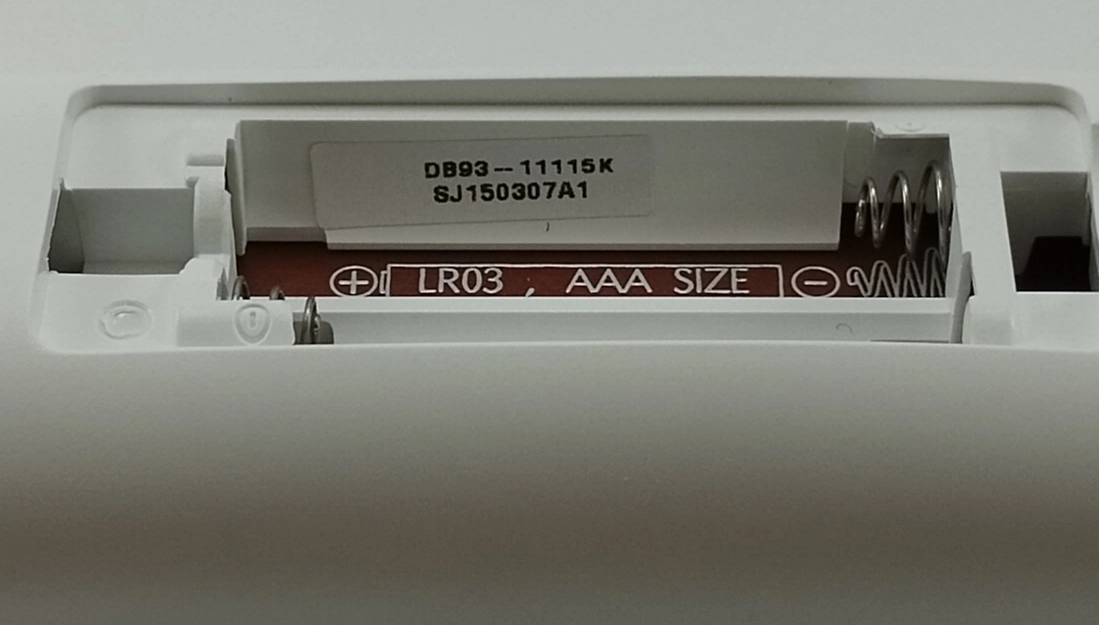 DB93-11115K
SJ150307A1
LR03, AAA SIZE